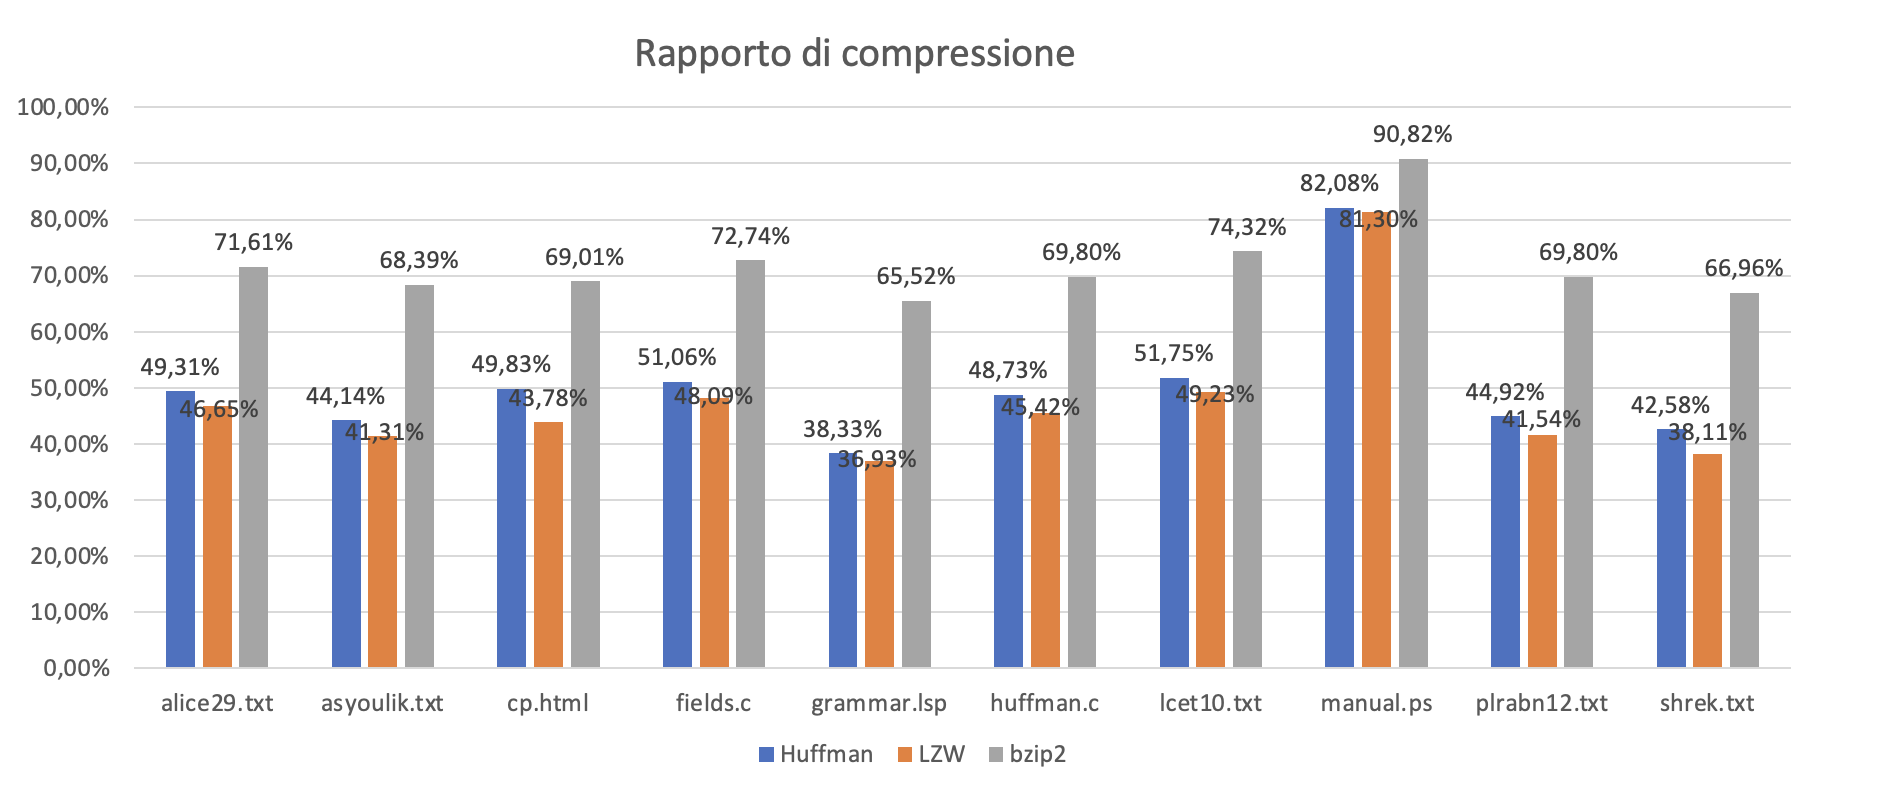 Rapporto di compressione
100,00%
90,00%
80,00%
70,00%
60,00%
50,00%
40,00%
30,00%
20,00%
10,00%
0,00%
49,31%
46,65%
71,61%
44,14%
41,31%
68,39%
49,83%
43,78%
69,01%
51,06%
48,09%
72,74%
38,33%
36,93%
65,52%
48,73%
45,42%
69,80%
51,75%
49,23%
74,32%
82,08%
81,30%
90,82%
44,92%
41,54%
69,80%
42,58%
38,11%
66,96%
alice29.txt
asyoulik.txt
cp.html
fields.c
grammar.lsp
huffman.c
lcet10.txt
manual.ps
plrabn12.txt
shrek.txt
Huffman
LZW
bzip2